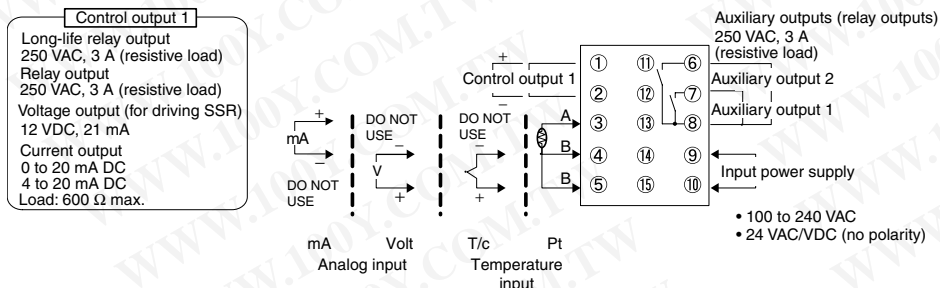 Control output 1
Long-life relay output
250 VAC, 3 A (resistive load)
Relay output
250 VAC, 3 A (resistive load)
Voltage output (for driving SSR)
12 VDC, 21 mA
Current output
0 to 20 mA DC
4 to 20 mA DC
Load: 600 Ω max.
+
mA
−
DO NOT
USE
DO NOT
USE
−
V
+
DO NOT
USE
−
+
+
Control output 1
−
A
B
B
① ⑪ ⑥
② ⑫ ⑦
③ ⑬ ⑧
④ ⑭ ⑨
⑤ ⑮ ⑩
Auxiliary outputs (relay outputs)
250 VAC, 3 A
(resistive load)
Auxiliary output 2
Auxiliary output 1
Input power supply
• 100 to 240 VAC
• 24 VAC/VDC (no polarity)
mA Volt T/c Pt
Analog input Temperature
input
WWW.100Y.COM.TW